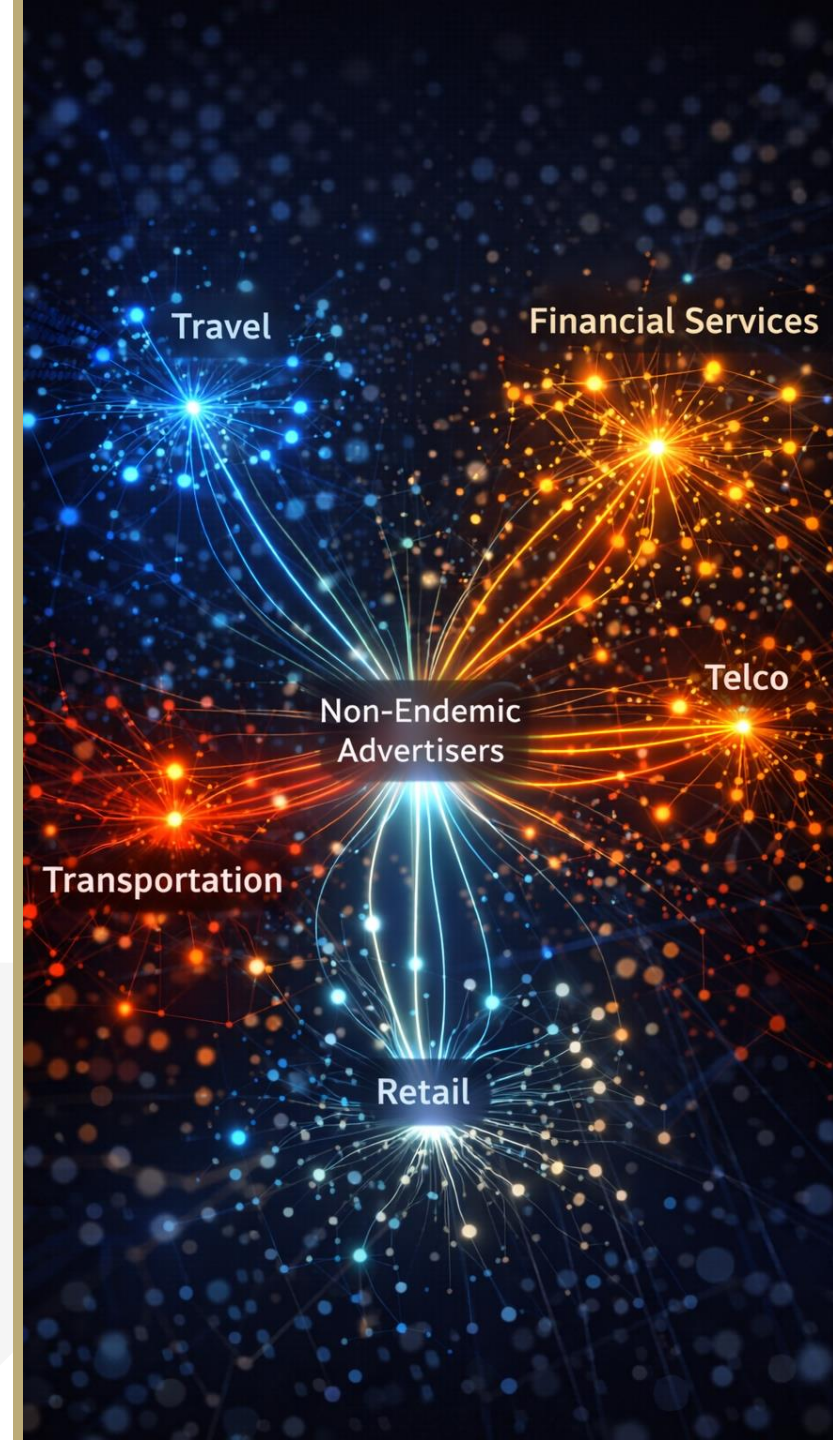 Travel
Financial Services
Non-Endemic
Advertisers
Telco
Transportation
Retail